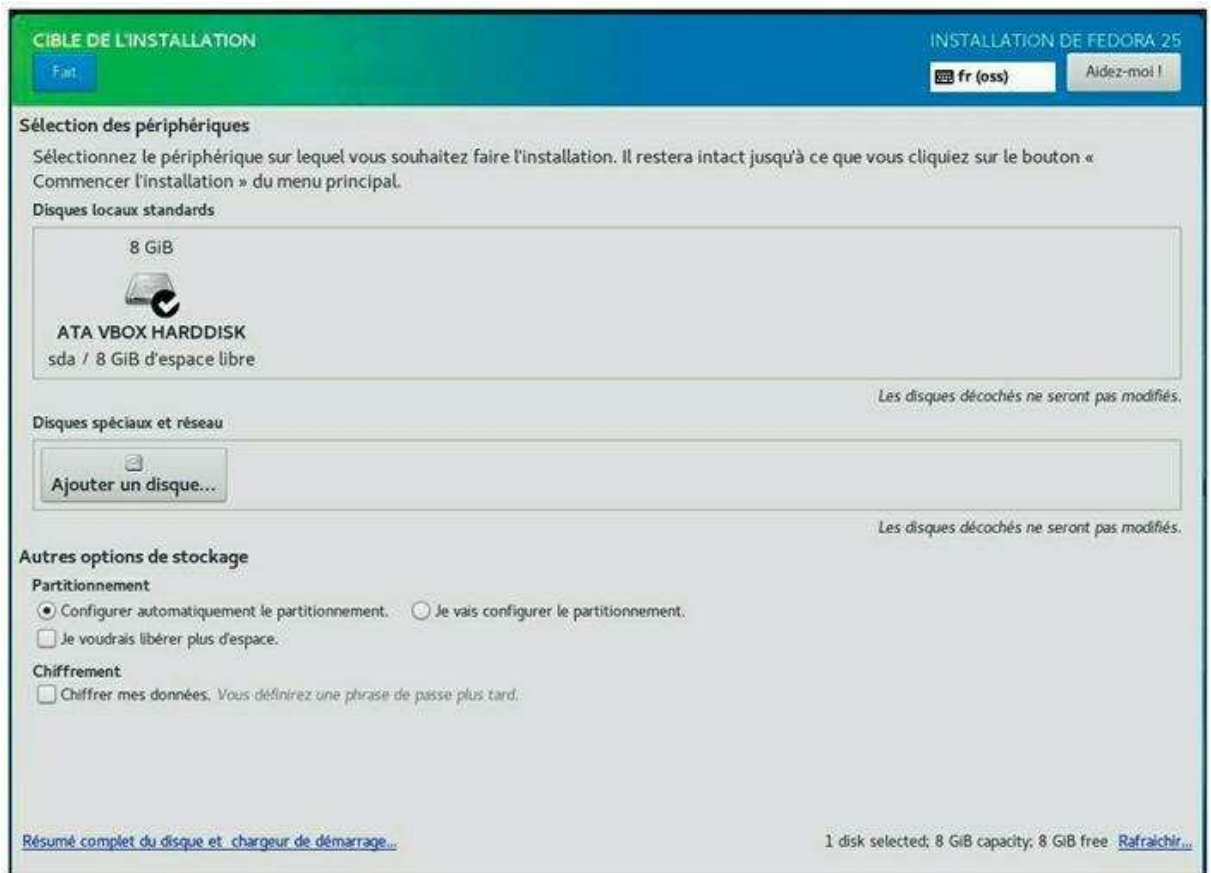 CIBLE DE L'INSTALLATION
Fait
INSTALLATION DE FEDORA 25
fr (oss)
Aidez-moi !
Sélection des périphériques
Sélectionnez le périphérique sur lequel vous souhaitez faire l'installation. Il restera intact jusqu'à ce que vous cliquiez sur le bouton «
Commencer l'installation » du menu principal.
Disques locaux standards
8 GiB
ATA VBOX HARDDISK
sda / 8 GiB d'espace libre
Les disques décochés ne seront pas modifiés.
Disques spéciaux et réseau
Ajouter un disque...
Les disques décochés ne seront pas modifiés.
Autres options de stockage
Partitionnement
Configurer automatiquement le partitionnement. Je vais configurer le partitionnement.
Je voudrais libérer plus d'espace.
Chiffrement
Chiffrer mes données. Vous définirez une phrase de passe plus tard.
Résumé complet du disque et chargeur de démarrage...
1 disk selected; 8 GiB capacity; 8 GiB free Rafraichir...